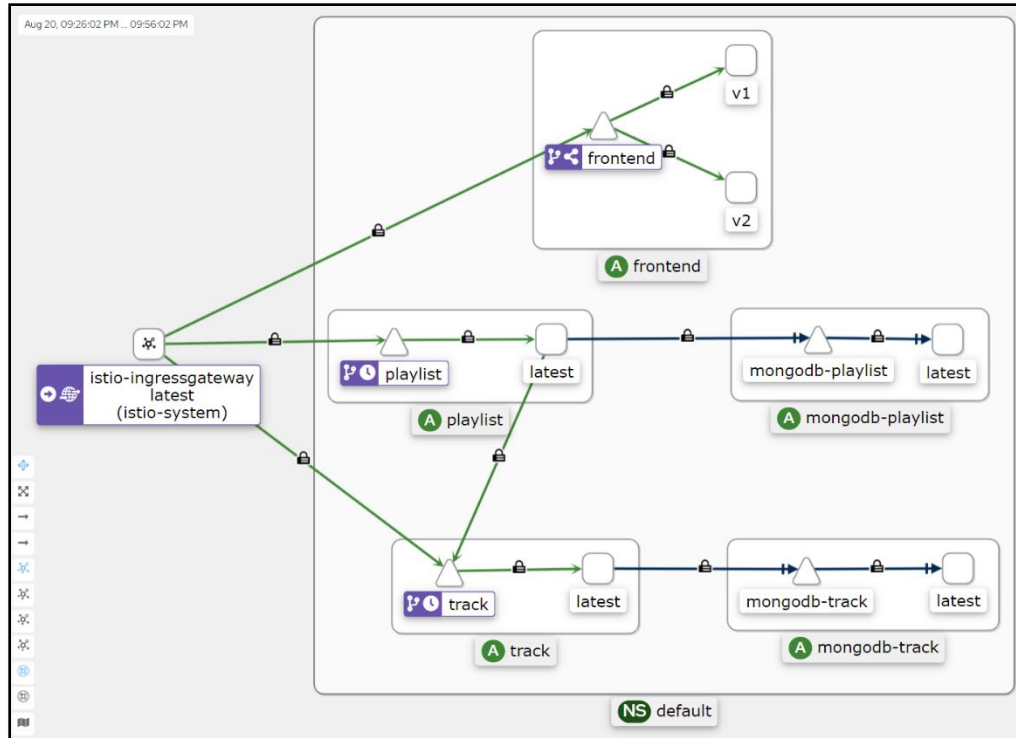 Aug 20, 09:26:02 PM ... 09:56:02 PM
v1
frontend
v2
A frontend
istio-ingressgateway
latest
(istio-system)
playlist
latest
mongodb-playlist
latest
A playlist
A mongodb-playlist
track
latest
mongodb-track
latest
A track
A mongodb-track
NS default